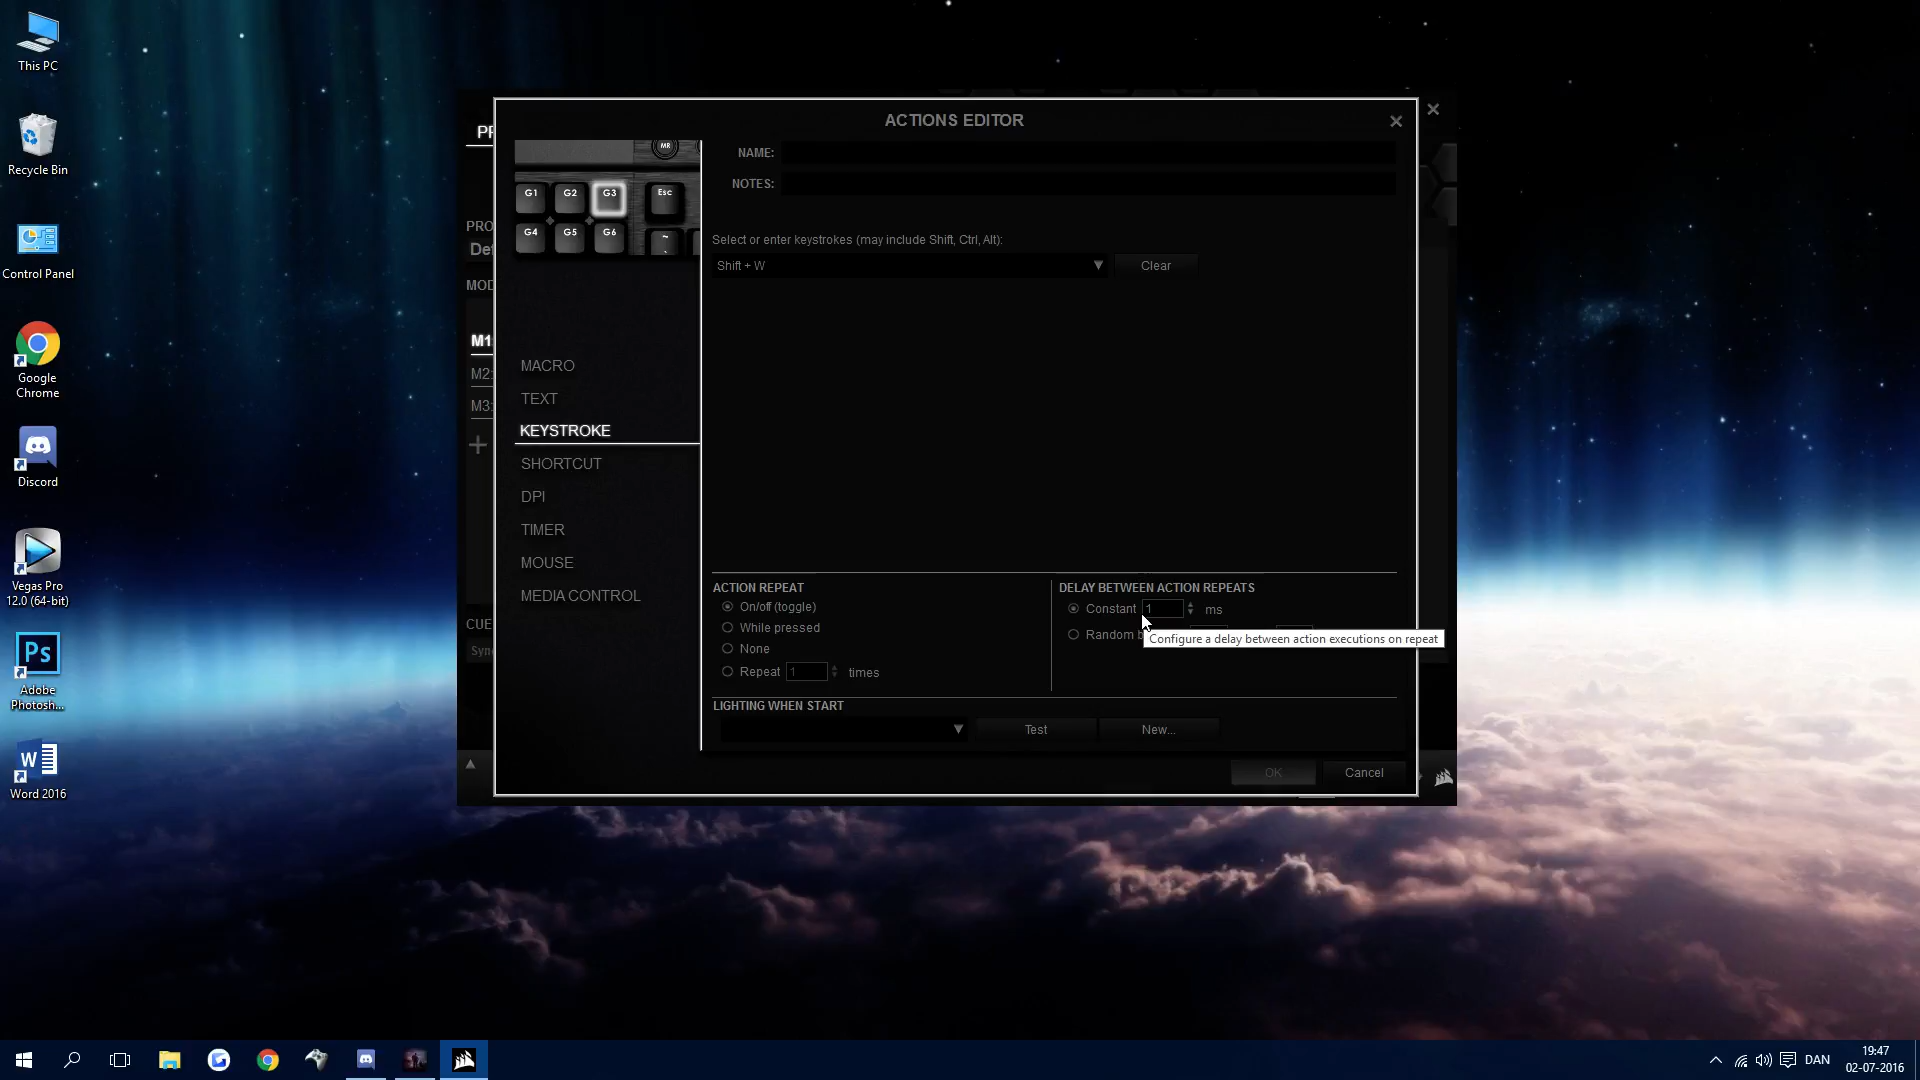 This PC
Recycle Bin
Control Panel
Google
Chrome
Discord
Vegas Pro
12.0 (64-bit)
Ps
Adobe
Photosh...
W
Word 2016
PR
PRO
Def
MOD
M1:
M2:
M3:
CUE
Sync
ACTIONS EDITOR
MR
G1 G2 G3 Esc
G4 G5 G6 ~
MACRO
TEXT
KEYSTROKE
SHORTCUT
DPI
TIMER
MOUSE
MEDIA CONTROL
NAME:
NOTES:
Select or enter keystrokes (may include Shift, Ctrl, Alt):
Shift + W
Clear
ACTION REPEAT
On/off (toggle)
While pressed
None
Repeat 1 times
DELAY BETWEEN ACTION REPEATS
Constant 1 ms
Random b
Configure a delay between action executions on repeat
LIGHTING WHEN START
Test
New...
OK
Cancel
DAN
19:47
02-07-2016